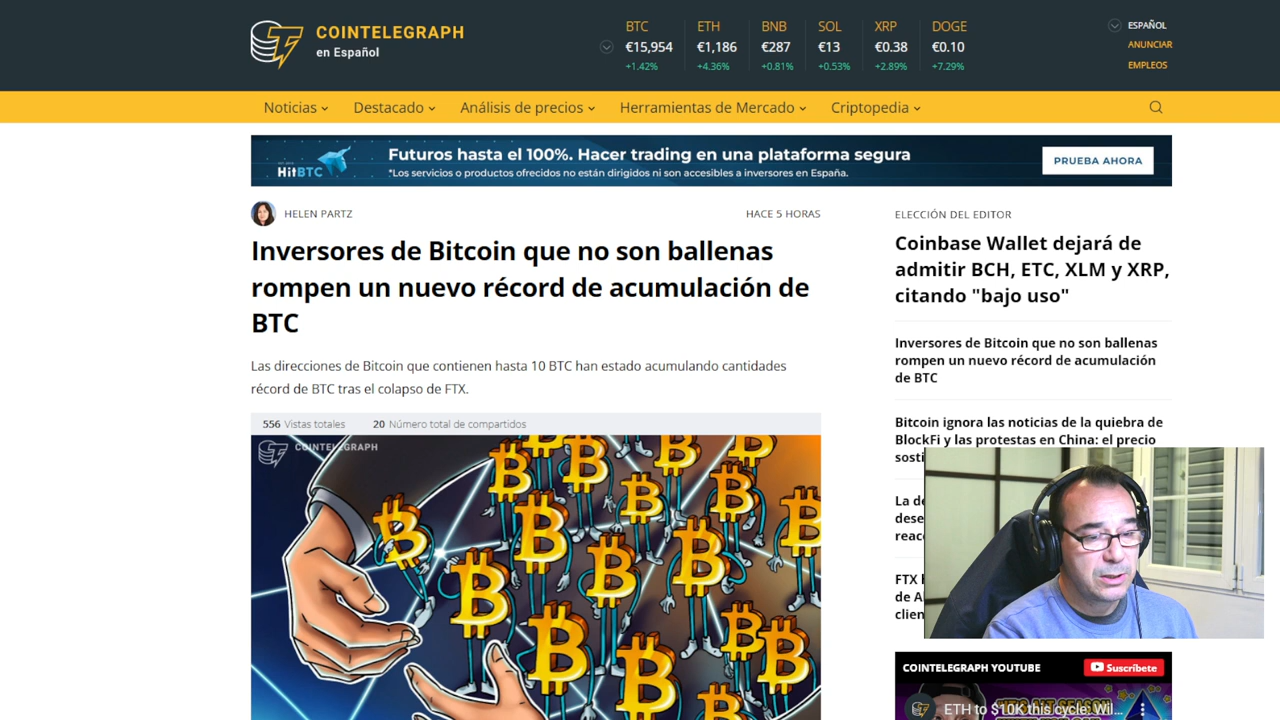 COINTELEGRAPH
en Español
BTC ETH BNB SOL XRP DOGE
€15,954 €1,186 €287 €13 €0.38 €0.10
+1.42% +4.36% +0.81% +0.53% +2.89% +7.29%
ESPAÑOL
ANUNCIAR
EMPLEOS
Noticias Destacado Análisis de precios Herramientas de Mercado Criptopedia
HitBTC
Futuros hasta el 100%. Hacer trading en una plataforma segura
*Los servicios o productos ofrecidos no están dirigidos ni son accesibles a inversores en España.
PRUEBA AHORA
HELEN PARTZ
HACE 5 HORAS
Inversores de Bitcoin que no son ballenas
rompen un nuevo récord de acumulación de
BTC
Las direcciones de Bitcoin que contienen hasta 10 BTC han estado acumulando cantidades
récord de BTC tras el colapso de FTX.
556 Vistas totales 20 Número total de compartidos
COINTELEGRAPH
ELECCIÓN DEL EDITOR
Coinbase Wallet dejará de
admitir BCH, ETC, XLM y XRP,
citando "bajo uso"
Inversores de Bitcoin que no son ballenas
rompen un nuevo récord de acumulación
de BTC
Bitcoin ignora las noticias de la quiebra de
BlockFi y las protestas en China: el precio
sosti
La de
dese
reac
FTX
de A
clien
COINTELEGRAPH YOUTUBE
Suscríbete
ETH to $10K this cycle: Wil...